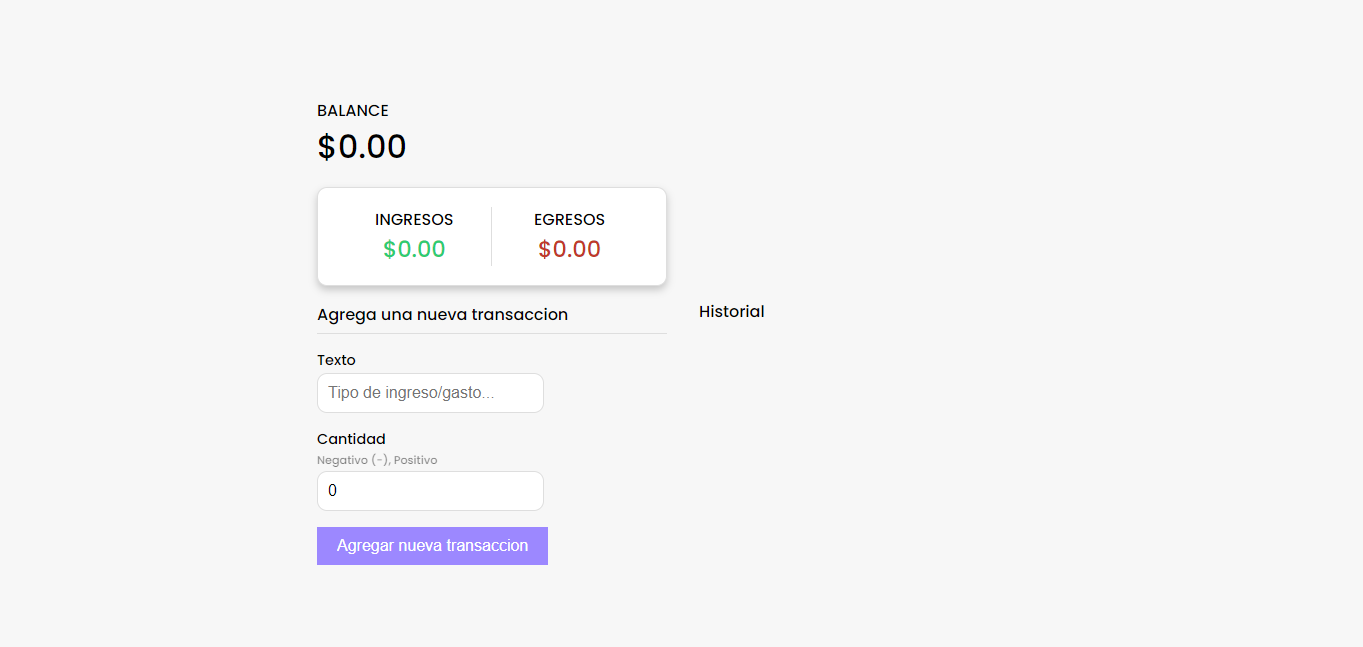 BALANCE
$0.00
INGRESOS
$0.00
EGRESOS
$0.00
Agrega una nueva transaccion
Texto
Tipo de ingreso/gasto...
Cantidad
Negativo (-), Positivo
0
Agregar nueva transaccion
Historial